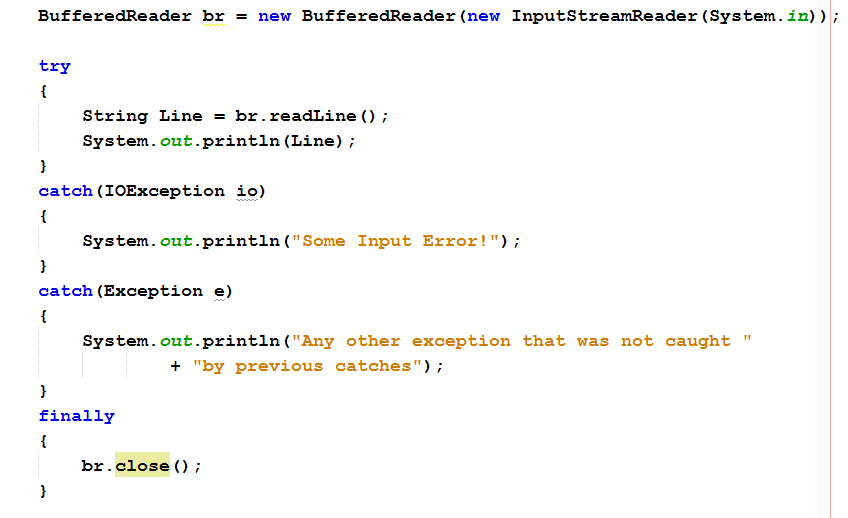 BufferedReader br = new BufferedReader(new InputStreamReader(System.in));
try
{
String Line = br.readLine();
System.out.println(Line);
}
catch(IOException io)
{
System.out.println("Some Input Error!");
}
catch(Exception e)
{
System.out.println("Any other exception that was not caught "
+ "by previous catches");
}
finally
{
br.close();
}